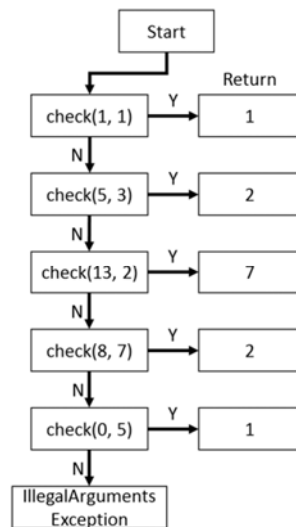 Start
Return
check(1, 1)
Y
1
N
check(5, 3)
Y
2
N
check(13, 2)
Y
7
N
check(8, 7)
Y
2
N
check(0, 5)
Y
1
N
IllegalArguments
Exception